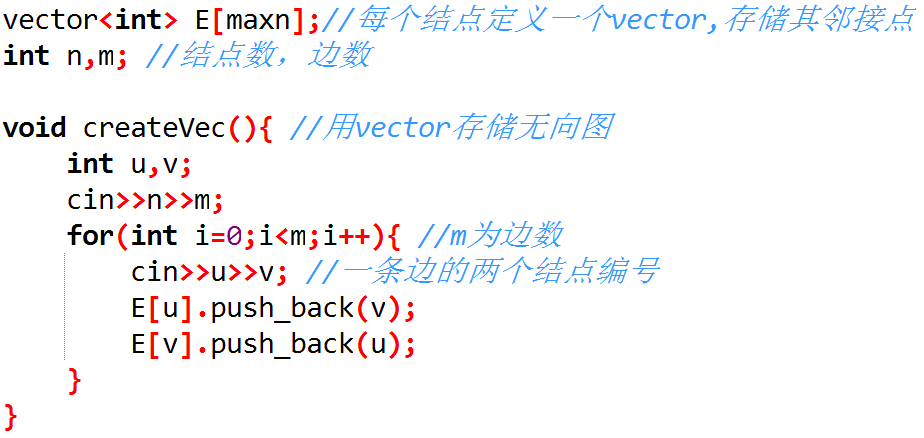 vector<int> E[maxn];//每个结点定义一个vector,存储其邻接点
int n,m; //结点数，边数
void createVec(){ //用vector存储无向图
    int u,v;
    cin>>n>>m;
    for(int i=0;i<m;i++){ //m为边数
        cin>>u>>v; //一条边的两个结点编号
        E[u].push_back(v);
        E[v].push_back(u);
    }
}